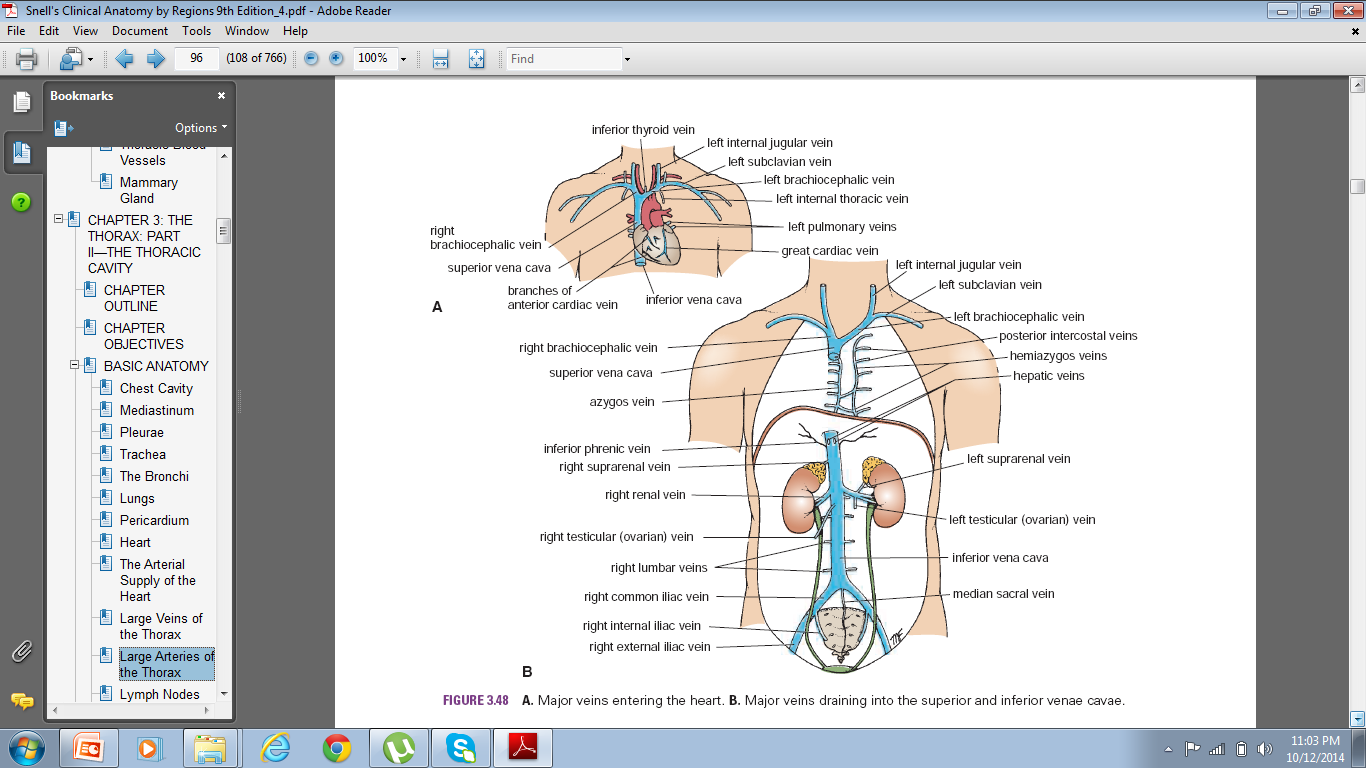 Snell's Clinical Anatomy by Regions 9th Edition_4.pdf - Adobe Reader
File Edit View Document Tools Window Help
96 (108 of 766) 100% Find
Bookmarks
Options
Thoracic Blood
Vessels
Mammary
Gland
CHAPTER 3: THE
THORAX: PART
II—THE THORACIC
CAVITY
CHAPTER
OUTLINE
CHAPTER
OBJECTIVES
BASIC ANATOMY
Chest Cavity
Mediastinum
Pleurae
Trachea
The Bronchi
Lungs
Pericardium
Heart
The Arterial
Supply of the
Heart
Large Veins of
the Thorax
Large Arteries of
the Thorax
Lymph Nodes
inferior thyroid vein
left internal jugular vein
left subclavian vein
left brachiocephalic vein
left internal thoracic vein
left pulmonary veins
great cardiac vein
right
brachiocephalic vein
superior vena cava
branches of
anterior cardiac vein
inferior vena cava
A
left internal jugular vein
left subclavian vein
left brachiocephalic vein
posterior intercostal veins
hemiazygos veins
hepatic veins
right brachiocephalic vein
superior vena cava
azygos vein
inferior phrenic vein
right suprarenal vein
right renal vein
right testicular (ovarian) vein
right lumbar veins
right common iliac vein
right internal iliac vein
right external iliac vein
left suprarenal vein
left testicular (ovarian) vein
inferior vena cava
median sacral vein
B
FIGURE 3.48 A. Major veins entering the heart. B. Major veins draining into the superior and inferior venae cavae.
11:03 PM
10/12/2014